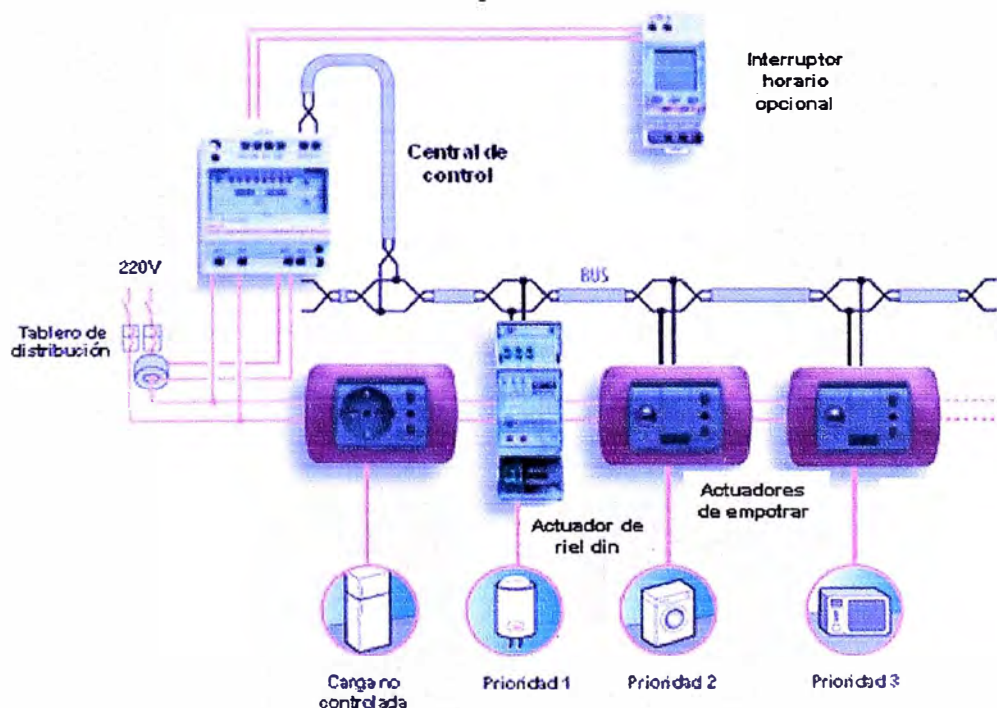 Interruptor
horario
opcional
Central de
control
220V
BUS
Tablero de
distribución
Actuadores
de empotrar
Actuador de
riel din
Carga no
controlada
Prioridad 1
Prioridad 2
Prioridad 3